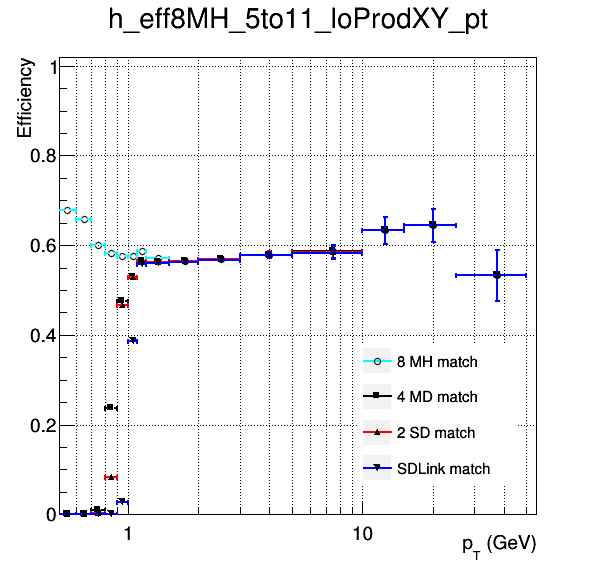 h_eff8MH_5to11_loProdXY_pt
Efficiency
1
0.8
0.6
0.4
0.2
0
8 MH match
4 MD match
2 SD match
SDLink match
1
10
p_T (GeV)